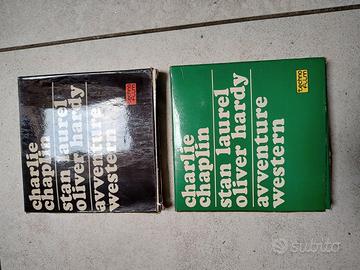 charlie
chaplin
stan laurel
oliver hardy
avventure
western
charlie
chaplin
stan laurel
oliver hardy
avventure
western
subito